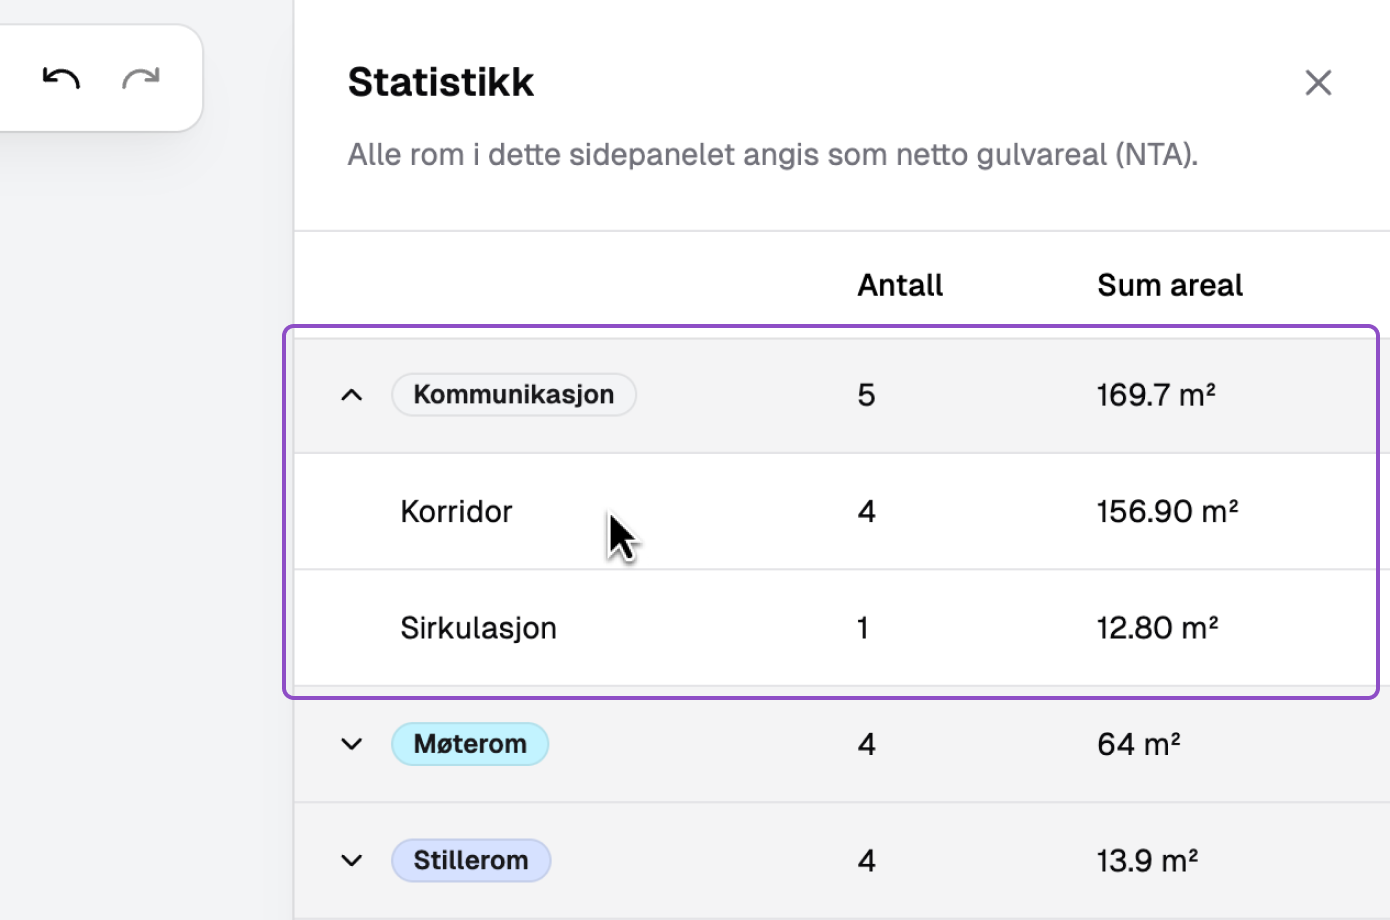 Statistikk
Alle rom i dette sidepanelet angis som netto gulvareal (NTA).
Antall Sum areal
Kommunikasjon 5 169.7 m²
Korridor 4 156.90 m²
Sirkulasjon 1 12.80 m²
Møterom 4 64 m²
Stillerom 4 13.9 m²